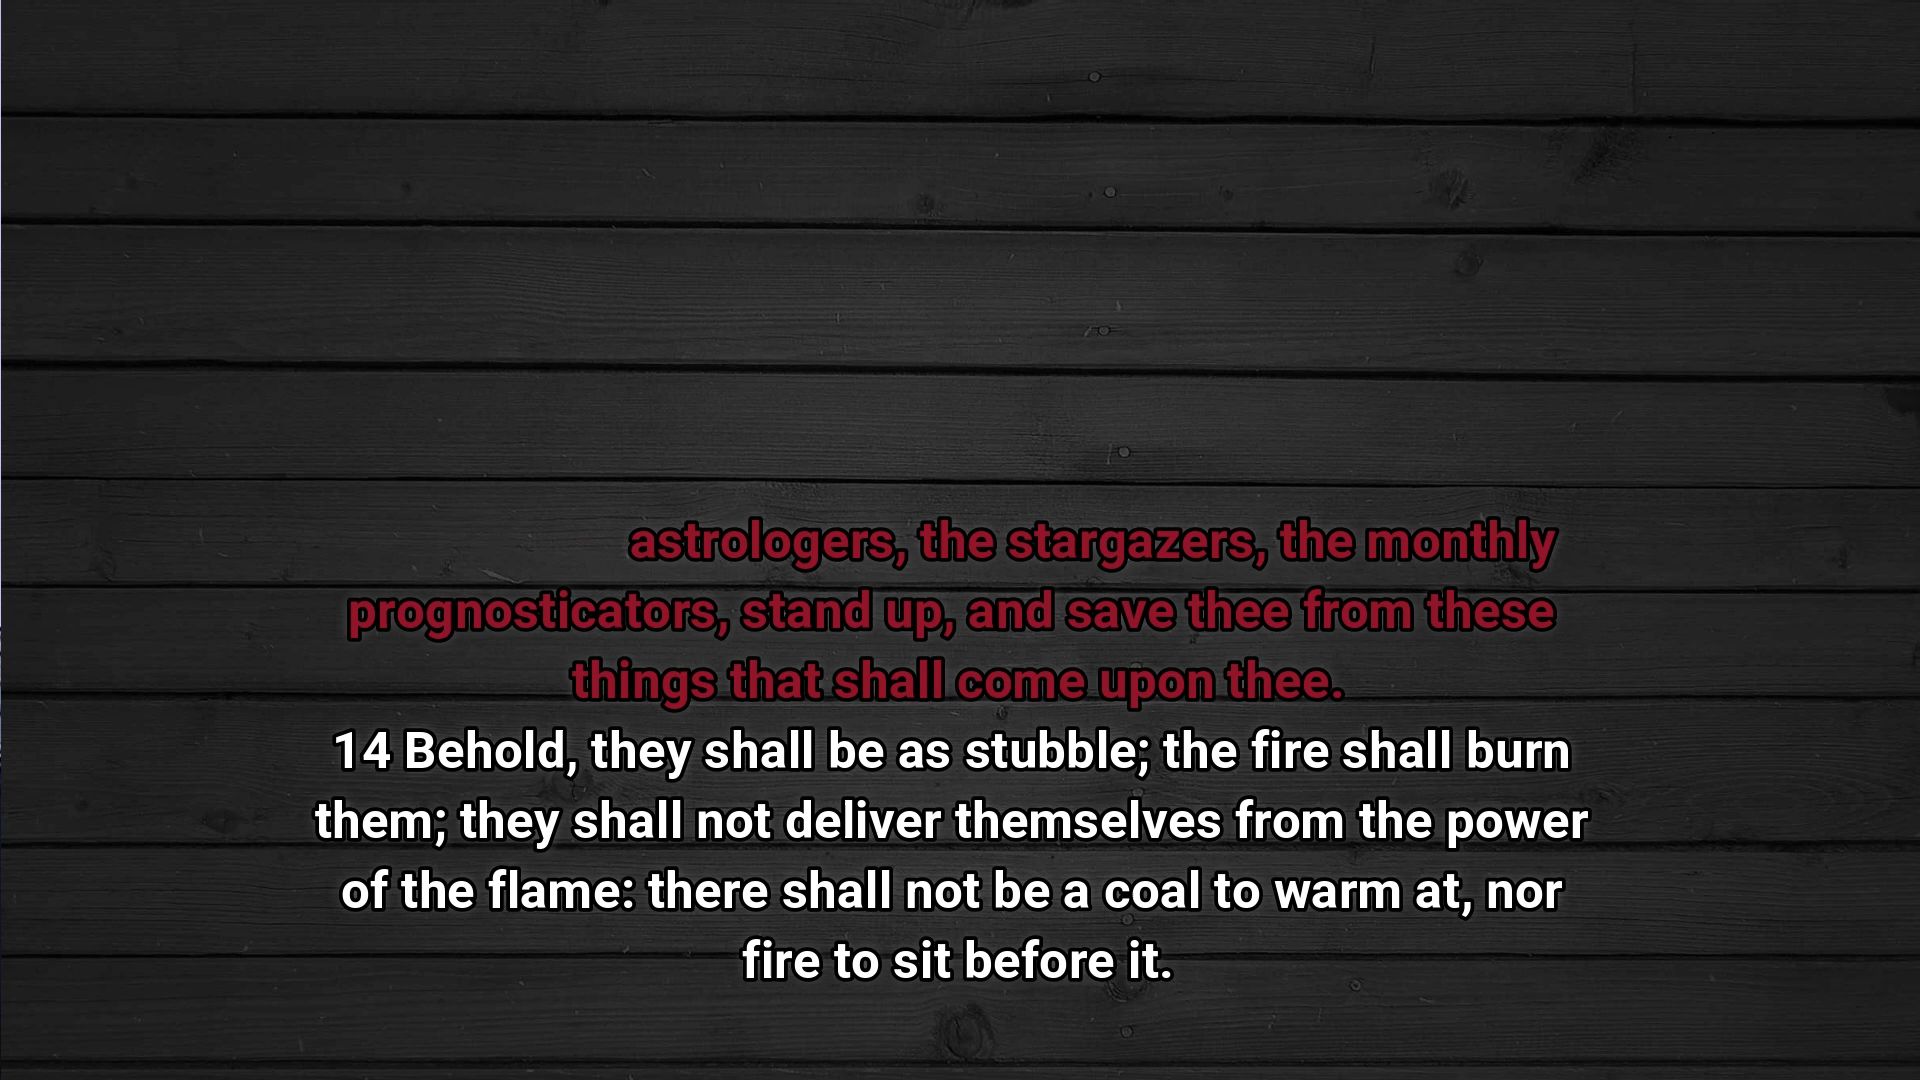 astrologers, the stargazers, the monthly
prognosticators, stand up, and save thee from these
things that shall come upon thee.
14 Behold, they shall be as stubble; the fire shall burn
them; they shall not deliver themselves from the power
of the flame: there shall not be a coal to warm at, nor
fire to sit before it.